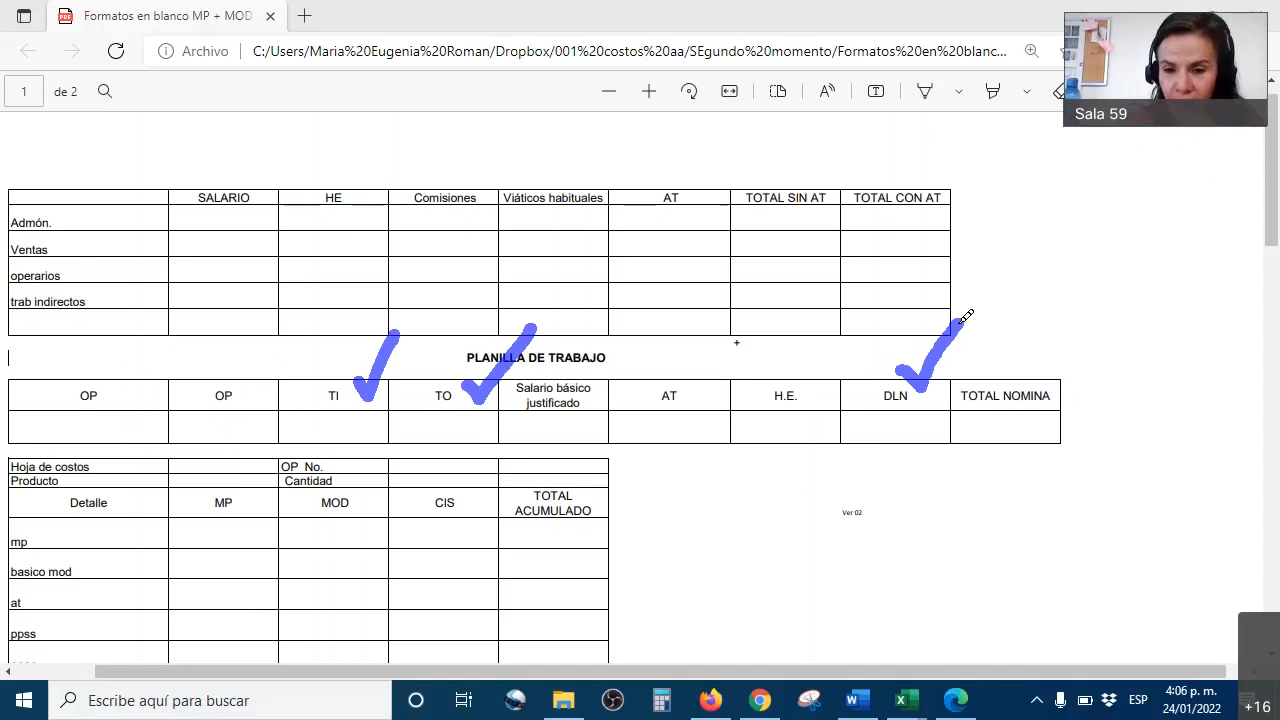 Formatos en blanco MP + MOD
Archivo
C:/Users/Maria%20Eugenia%20Roman/Dropbox/001%20costos%20aa/SEgundo%20momento/Formatos%20en%20blanc...
1 de 2
Sala 59
SALARIO HE Comisiones Viáticos habituales AT TOTAL SIN AT TOTAL CON AT
Admón.
Ventas
operarios
trab indirectos
PLANILLA DE TRABAJO
OP OP TI TO Salario básico justificado AT H.E. DLN TOTAL NOMINA
Hoja de costos OP No.
Producto Cantidad
Detalle MP MOD CIS TOTAL ACUMULADO
Ver 02
mp
basico mod
at
ppss
Escribe aquí para buscar
ESP
4:06 p. m.
24/01/2022
+16